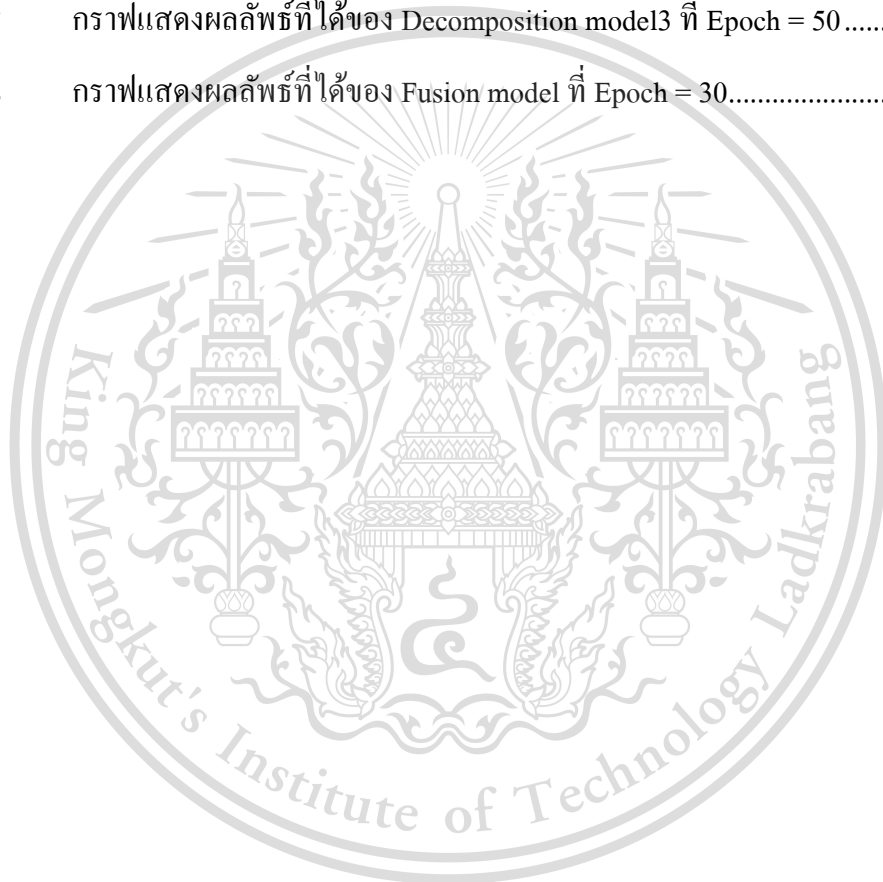 กราฟแสดงผลลัพธ์ที่ได้ของ Decomposition model3 ที่ Epoch = 50 .....
กราฟแสดงผลลัพธ์ที่ได้ของ Fusion model ที่ Epoch = 30.....................
King Mongkut's Institute of Technology Ladkrabang
๔